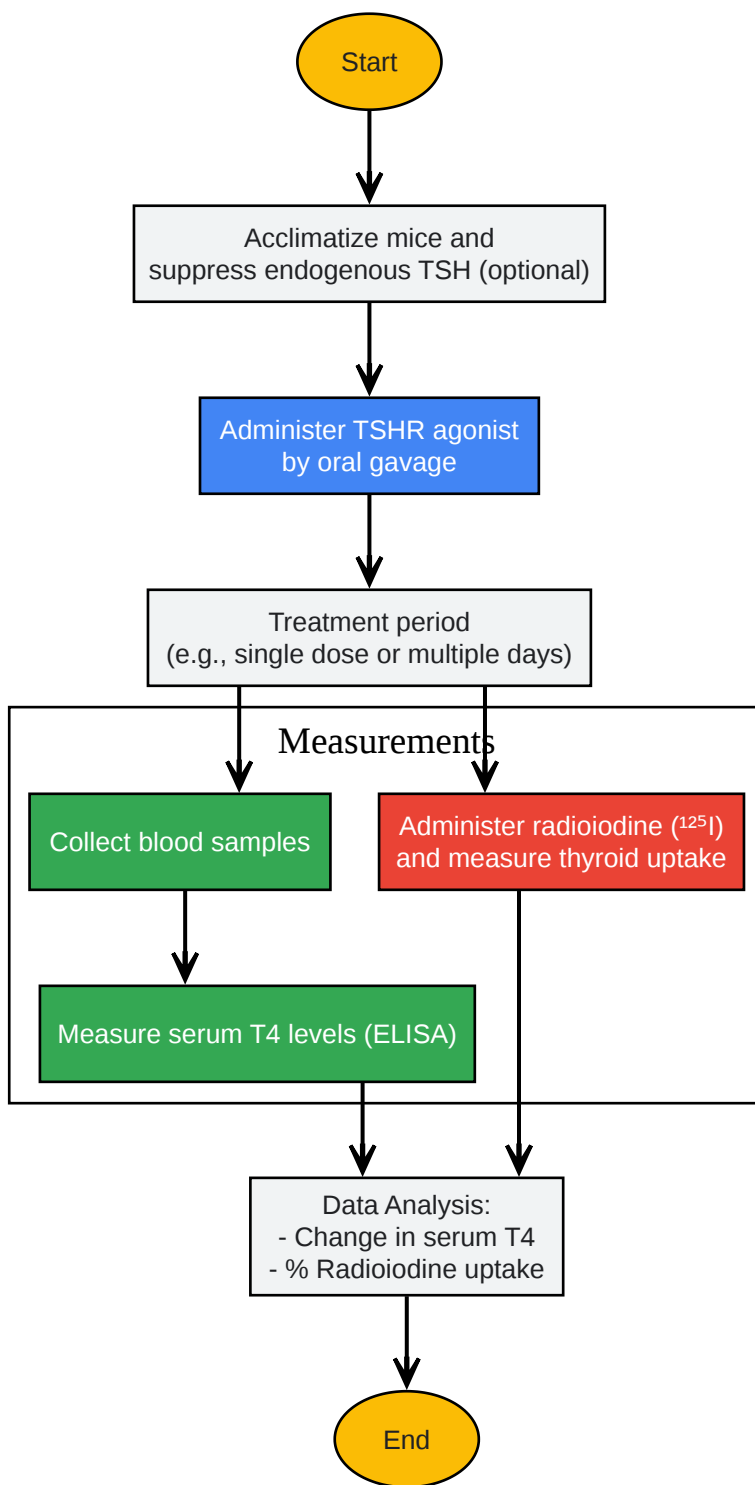 Start
Acclimatize mice and
suppress endogenous TSH (optional)
Administer TSHR agonist
by oral gavage
Treatment period
(e.g., single dose or multiple days)
Measurements
Collect blood samples
Administer radioiodine (¹²⁵I)
and measure thyroid uptake
Measure serum T4 levels (ELISA)
Data Analysis:
- Change in serum T4
- % Radioiodine uptake
End